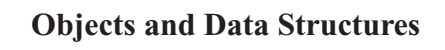 Objects and Data Structures